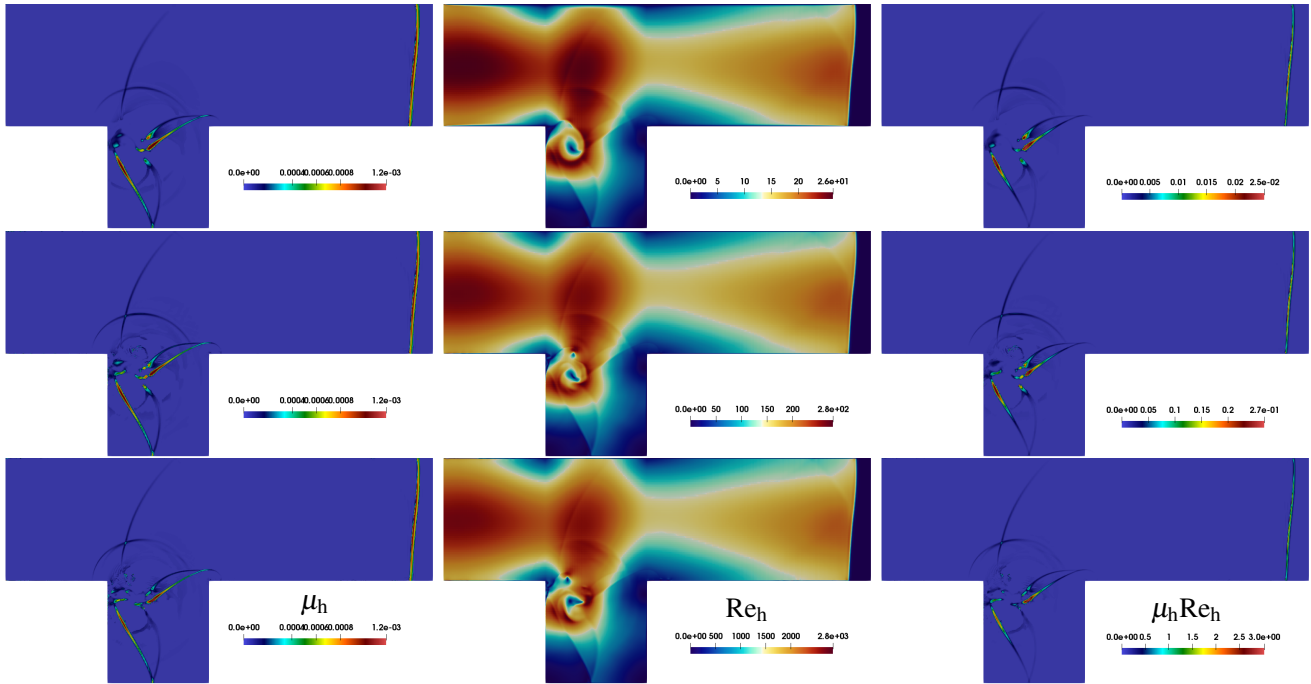 0.0e+00 0.0004 0.0006 0.0008 1.2e-03
0.0e+00 5 10 15 20 2.6e+01
0.0e+00 0.005 0.01 0.015 0.02 2.5e-02
0.0e+00 0.0004 0.0006 0.0008 1.2e-03
0.0e+00 50 100 150 200 2.8e+02
0.0e+00 0.05 0.1 0.15 0.2 2.7e-01
μh Reh μhReh
0.0e+00 0.0004 0.0006 0.0008 1.2e-03
0.0e+00 500 1000 1500 2000 2.6e+03
0.0e+00 0.5 1 1.5 2 2.5 3.0e+00